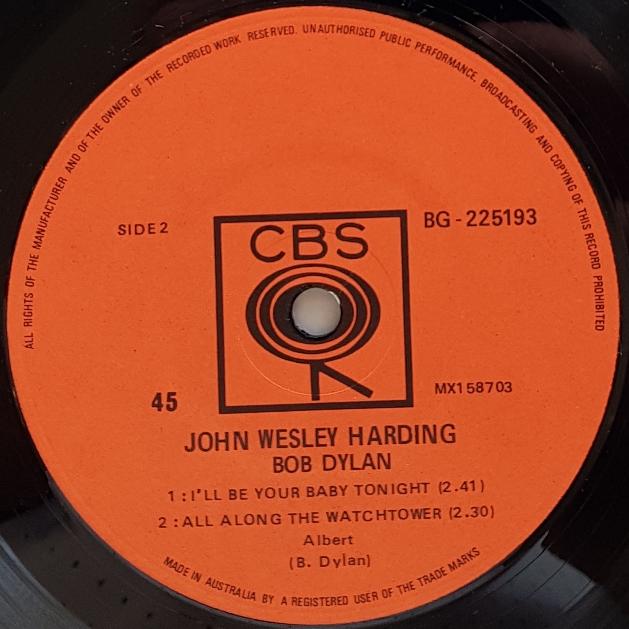 ALL RIGHTS OF THE MANUFACTURER AND OF THE OWNER OF THE RECORDED WORK RESERVED. UNAUTHORISED PUBLIC PERFORMANCE, BROADCASTING AND COPYING OF THIS RECORD PROHIBITED
SIDE 2
BG - 225193
CBS
45
MX158703
JOHN WESLEY HARDING
BOB DYLAN
1 : I'LL BE YOUR BABY TONIGHT (2.41)
2 : ALL ALONG THE WATCHTOWER (2.30)
Albert
(B. Dylan)
MADE IN AUSTRALIA BY A REGISTERED USER OF THE TRADE MARKS